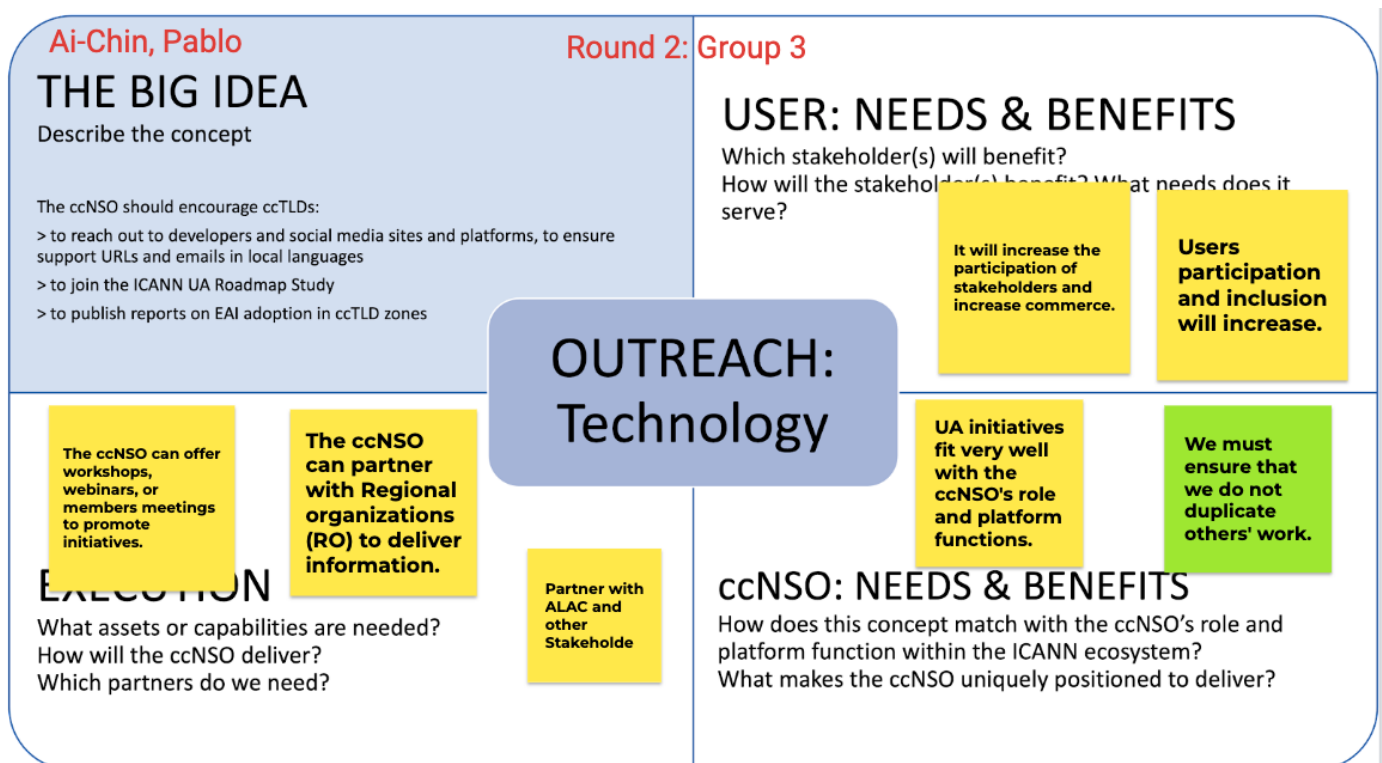 Ai-Chin, Pablo
Round 2: Group 3
THE BIG IDEA
Describe the concept
The ccNSO should encourage ccTLDs:
> to reach out to developers and social media sites and platforms, to ensure
support URLs and emails in local languages
> to join the ICANN UA Roadmap Study
> to publish reports on EAI adoption in ccTLD zones
USER: NEEDS & BENEFITS
Which stakeholder(s) will benefit?
How will the stakeholder(s) benefit? What needs does it
serve?
It will increase the
participation of
stakeholders and
increase commerce.
Users
participation
and inclusion
will increase.
OUTREACH:
Technology
The ccNSO can offer
workshops,
webinars, or
members meetings
to promote
initiatives.
The ccNSO
can partner
with Regional
organizations
(RO) to deliver
information.
Partner with
ALAC and
other
Stakeholde
EXECUTION
What assets or capabilities are needed?
How will the ccNSO deliver?
Which partners do we need?
UA initiatives
fit very well
with the
ccNSO's role
and platform
functions.
We must
ensure that
we do not
duplicate
others' work.
ccNSO: NEEDS & BENEFITS
How does this concept match with the ccNSO's role and
platform function within the ICANN ecosystem?
What makes the ccNSO uniquely positioned to deliver?